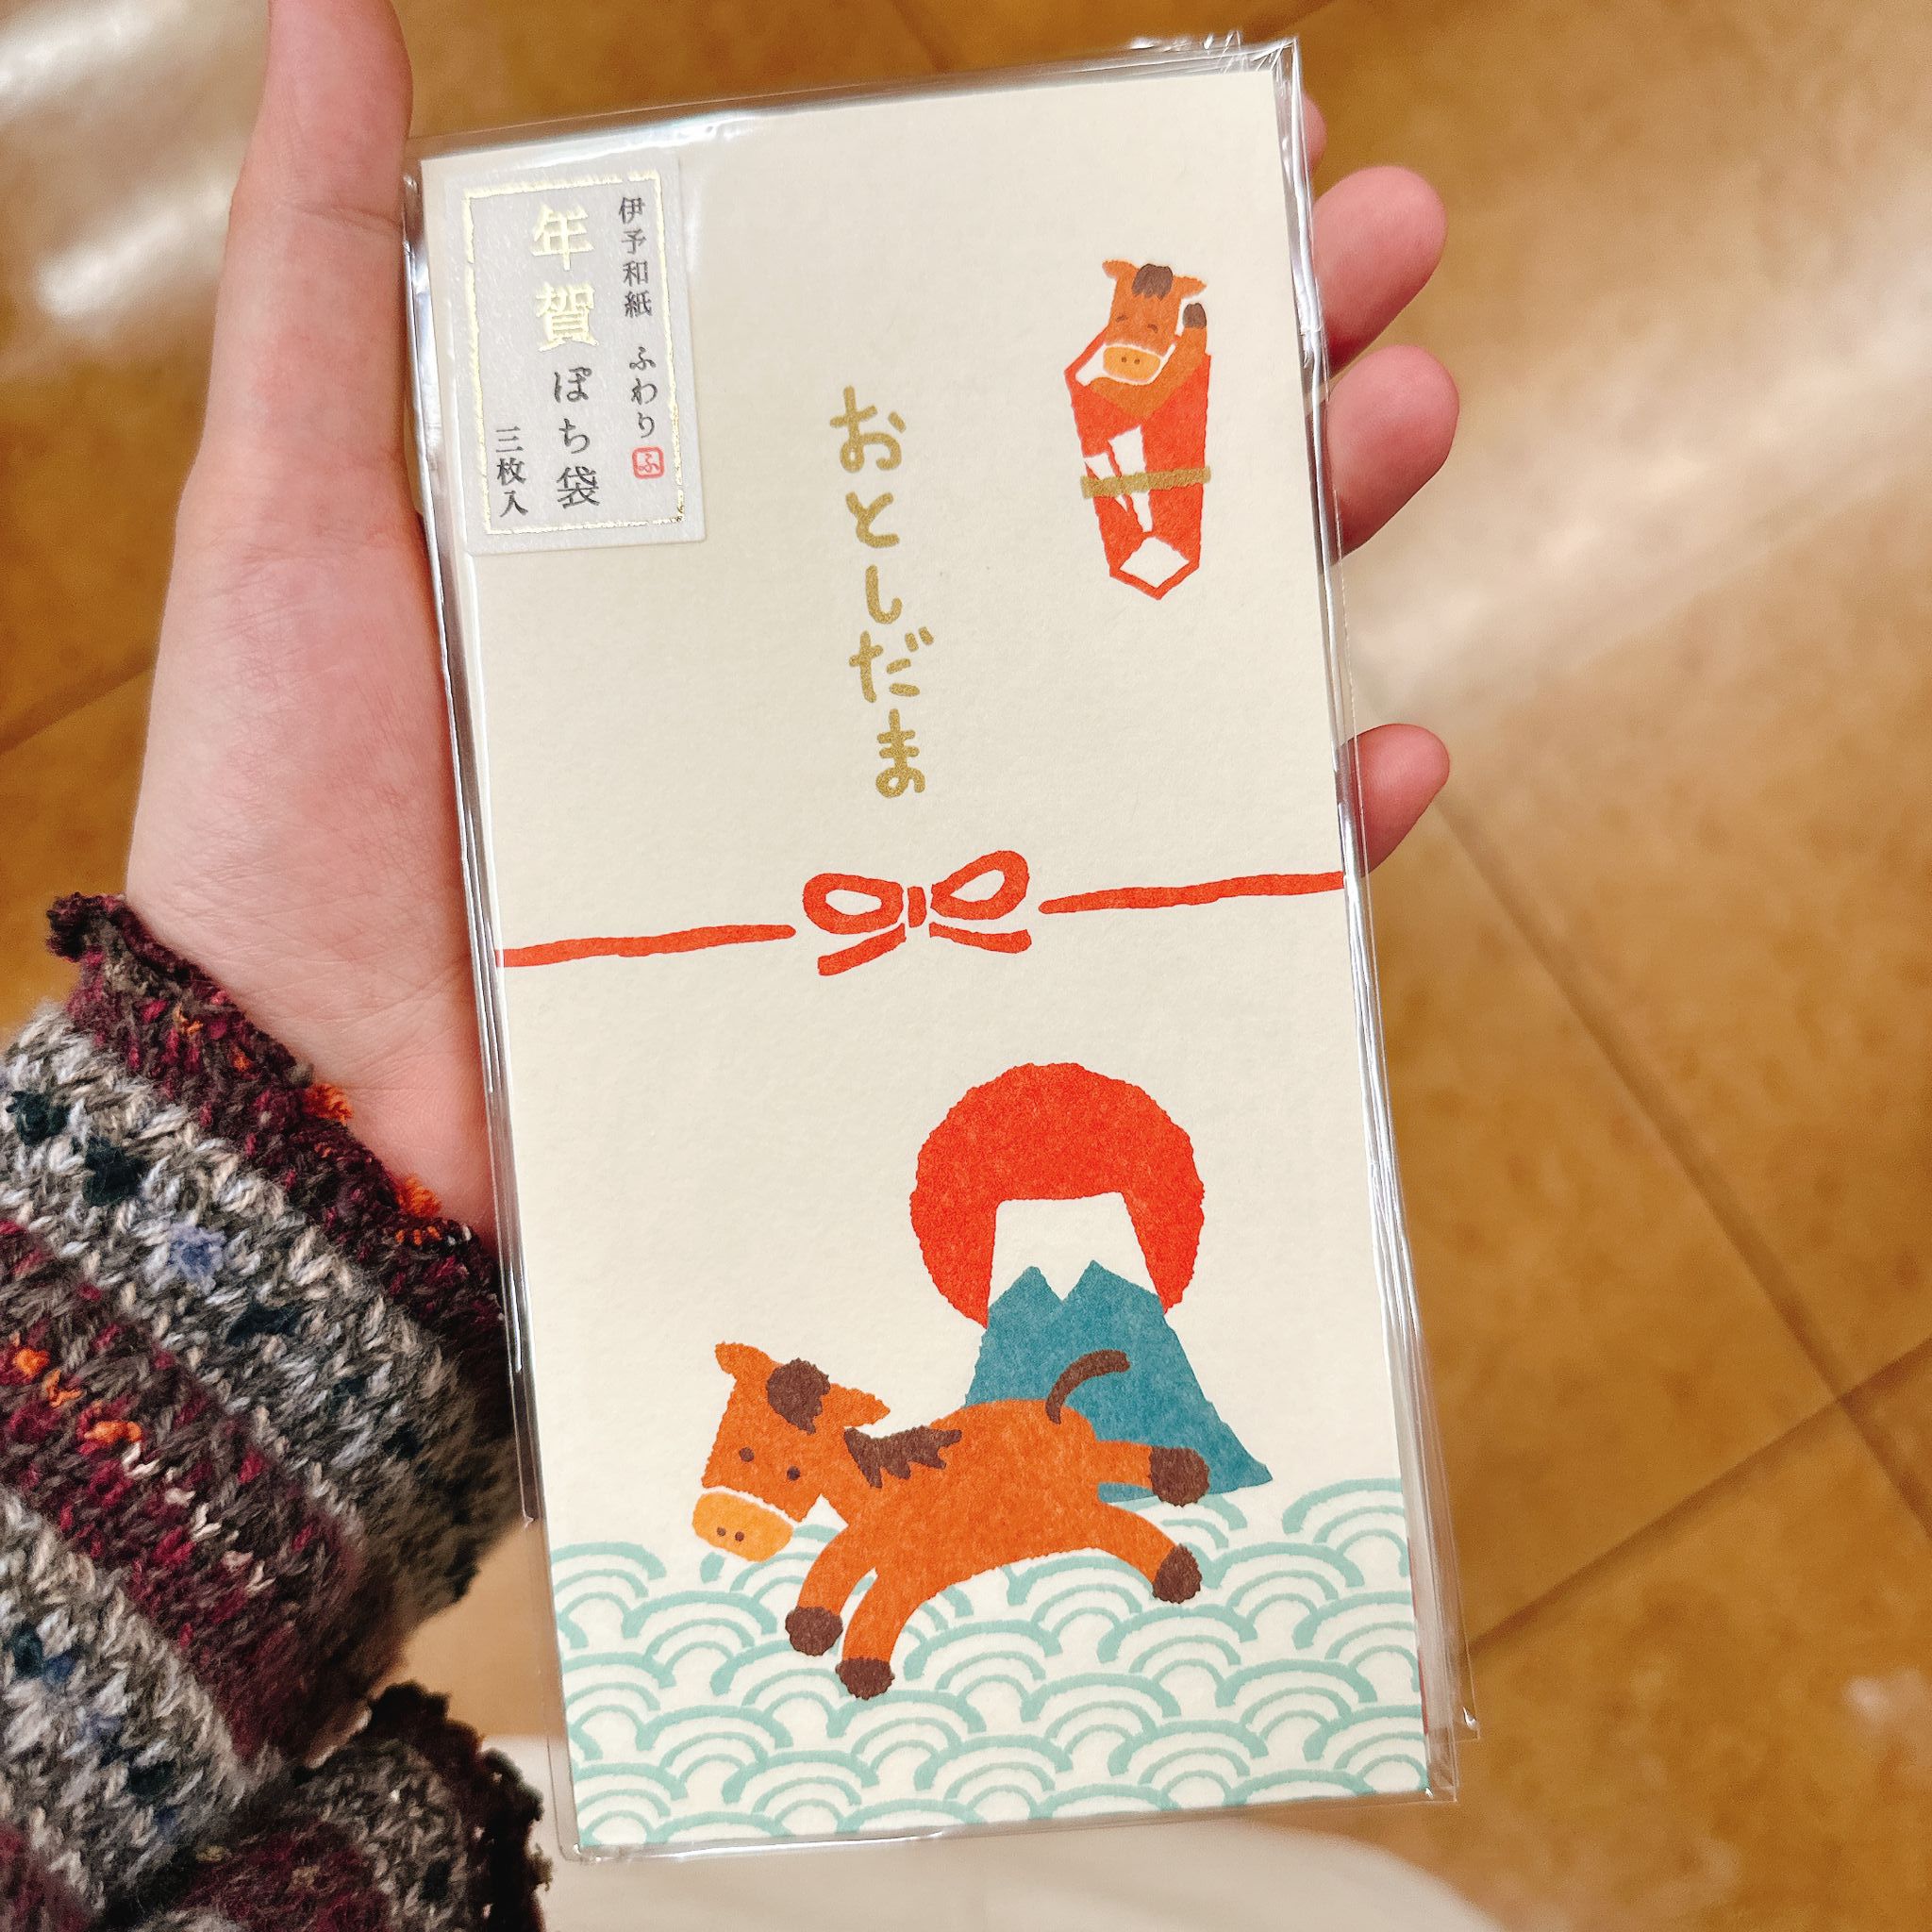 伊予和紙 ふわり ふ
年賀ぽち袋
三枚入
おとしだま